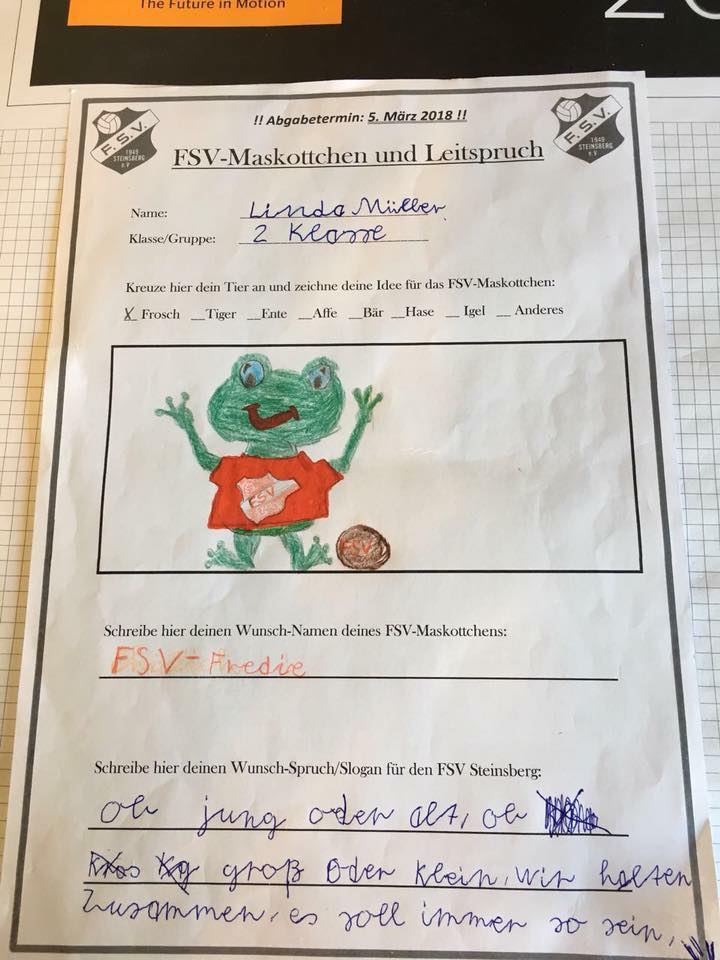 The Future in Motion
20
!! Abgabetermin: 5. März 2018 !!
F.S.V. 1949 STEINSBERG e.V
F.S.V. 1949 STEINSBERG e.V
FSV-Maskottchen und Leitspruch
Name: Linda Müller
Klasse/Gruppe: 2 Klasse
Kreuze hier dein Tier an und zeichne deine Idee für das FSV-Maskottchen:
X Frosch __Tiger __Ente __Affe __Bär __Hase __ Igel __ Anderes
FSV
FSV
Schreibe hier deinen Wunsch-Namen deines FSV-Maskottchens:
FSV-Fredie
Schreibe hier deinen Wunsch-Spruch/Slogan für den FSV Steinsberg:
Ob jung oder alt, ob
groß oder klein, wir halten
Zusammen, es soll immer so sein,